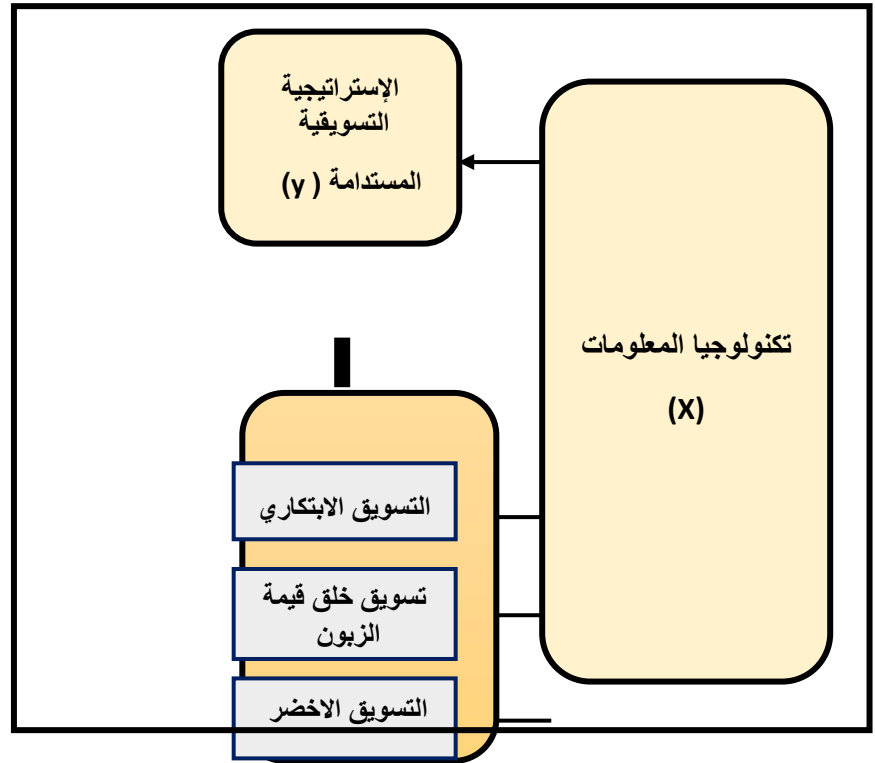 الإستراتيجية
التسويقية
المستدامة ( y)
تكنولوجيا المعلومات
(X)
التسويق الابتكاري
تسويق خلق قيمة
الزبون
التسويق الاخضر